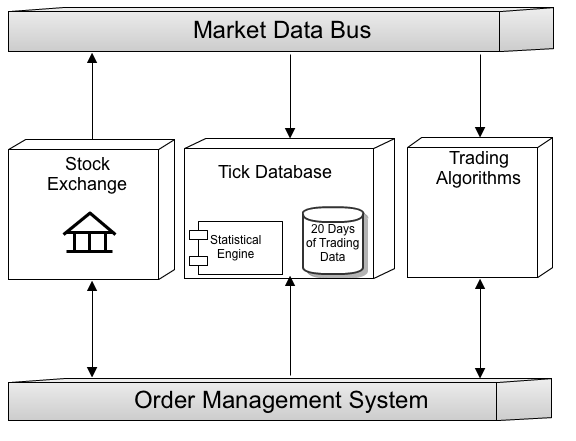 Market Data Bus
Stock
Exchange
Tick Database
Trading
Algorithms
Statistical
Engine
20 Days
of Trading
Data
Order Management System